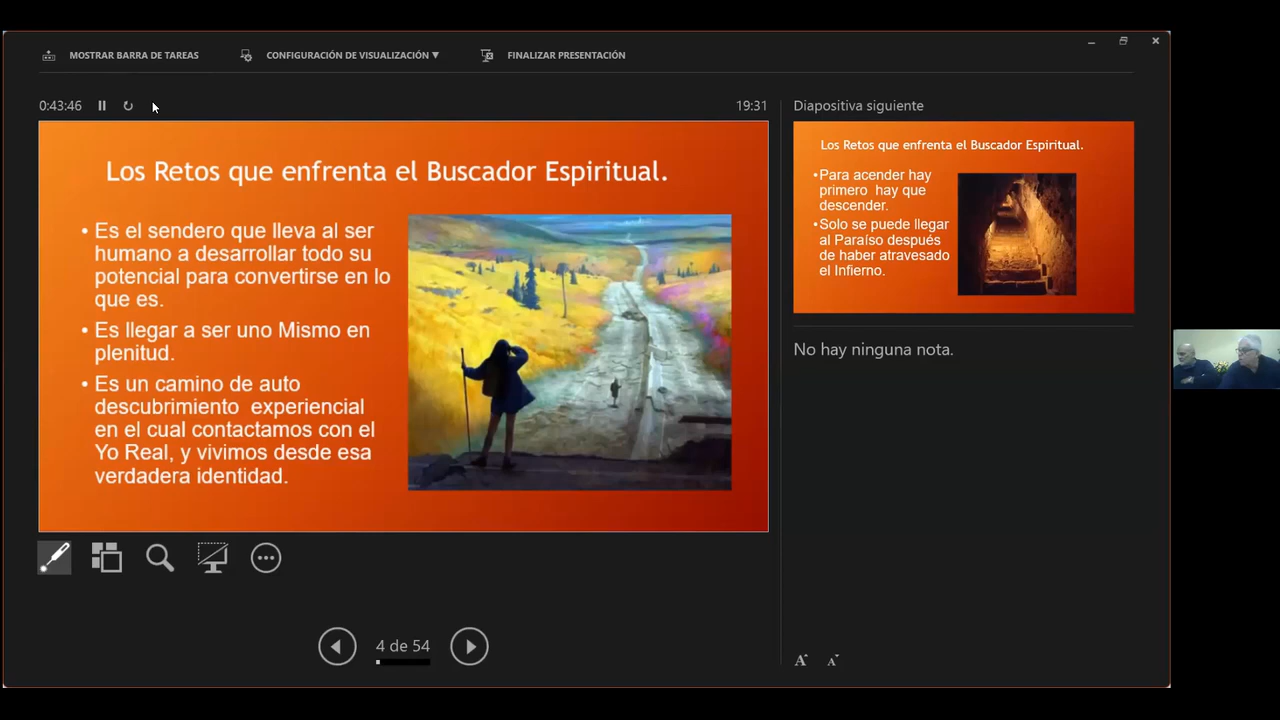 MOSTRAR BARRA DE TAREAS
CONFIGURACIÓN DE VISUALIZACIÓN ▼
FINALIZAR PRESENTACIÓN
0:43:46
19:31
Los Retos que enfrenta el Buscador Espiritual.
• Es el sendero que lleva al ser
humano a desarrollar todo su
potencial para convertirse en lo
que es.
• Es llegar a ser uno Mismo en
plenitud.
• Es un camino de auto
descubrimiento experiencial
en el cual contactamos con el
Yo Real, y vivimos desde esa
verdadera identidad.
4 de 54
Diapositiva siguiente
Los Retos que enfrenta el Buscador Espiritual.
•Para acender hay
primero hay que
descender.
•Solo se puede llegar
al Paraíso después
de haber atravesado
el Infierno.
No hay ninguna nota.
A A